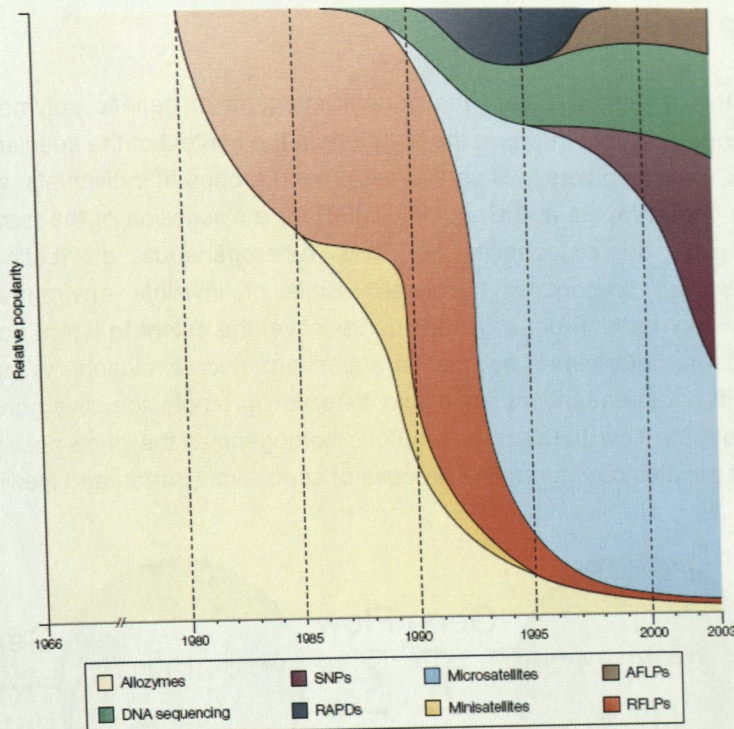 Relative popularity
1966 1980 1985 1990 1995 2000 2003
Allozymes SNPs Microsatellites AFLPs
DNA sequencing RAPDs Minisatellites RFLPs